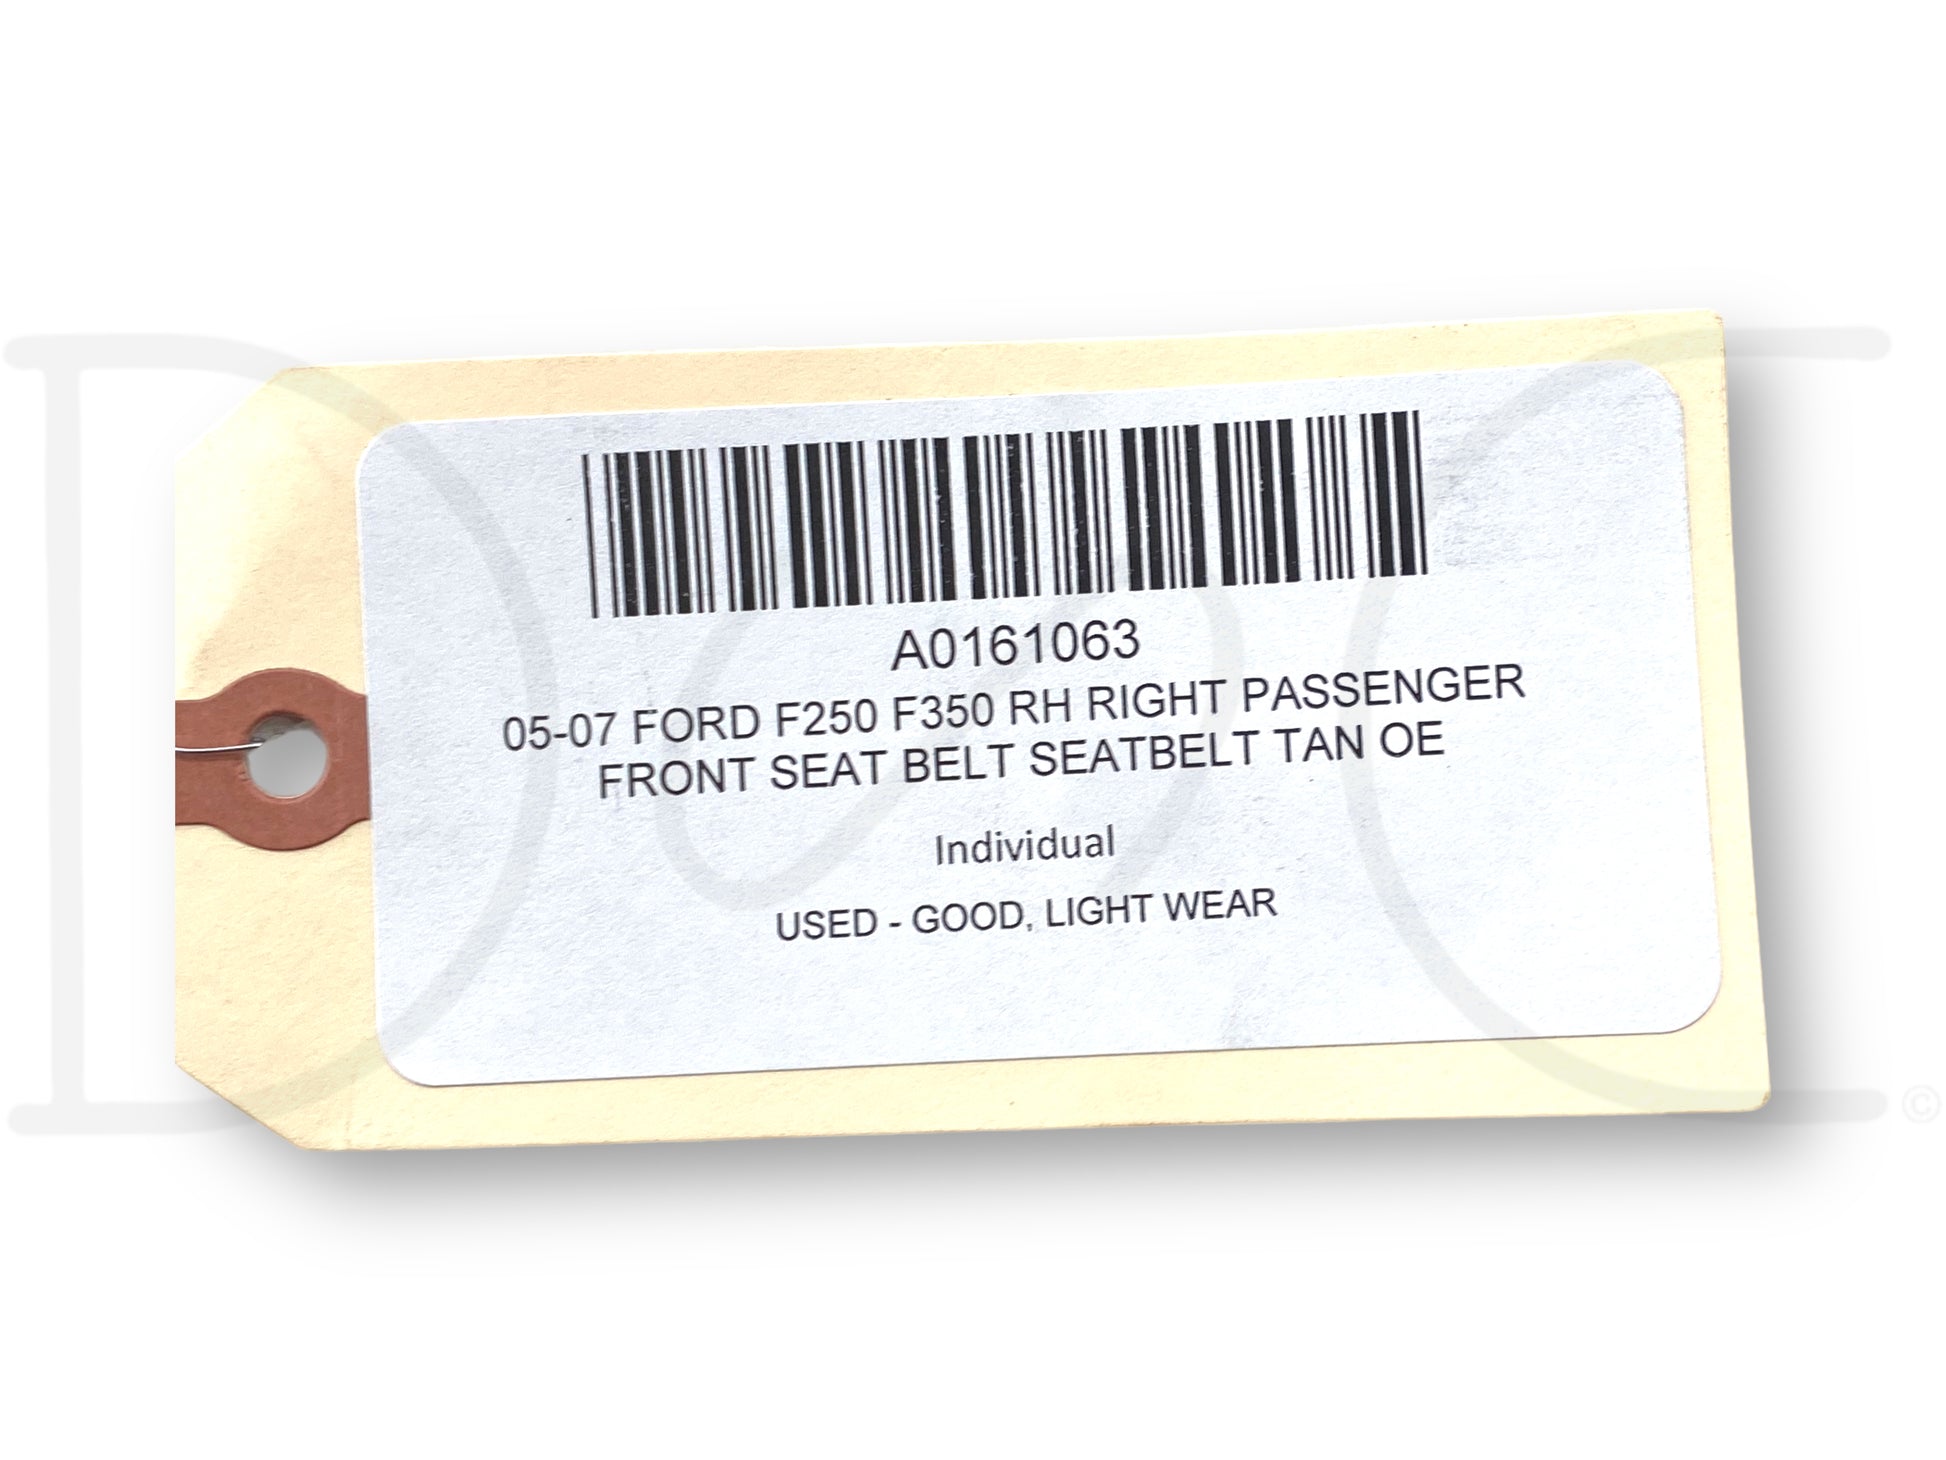 A0161063
05-07 FORD F250 F350 RH RIGHT PASSENGER
FRONT SEAT BELT SEATBELT TAN OE
Individual
USED - GOOD, LIGHT WEAR
DOC
©